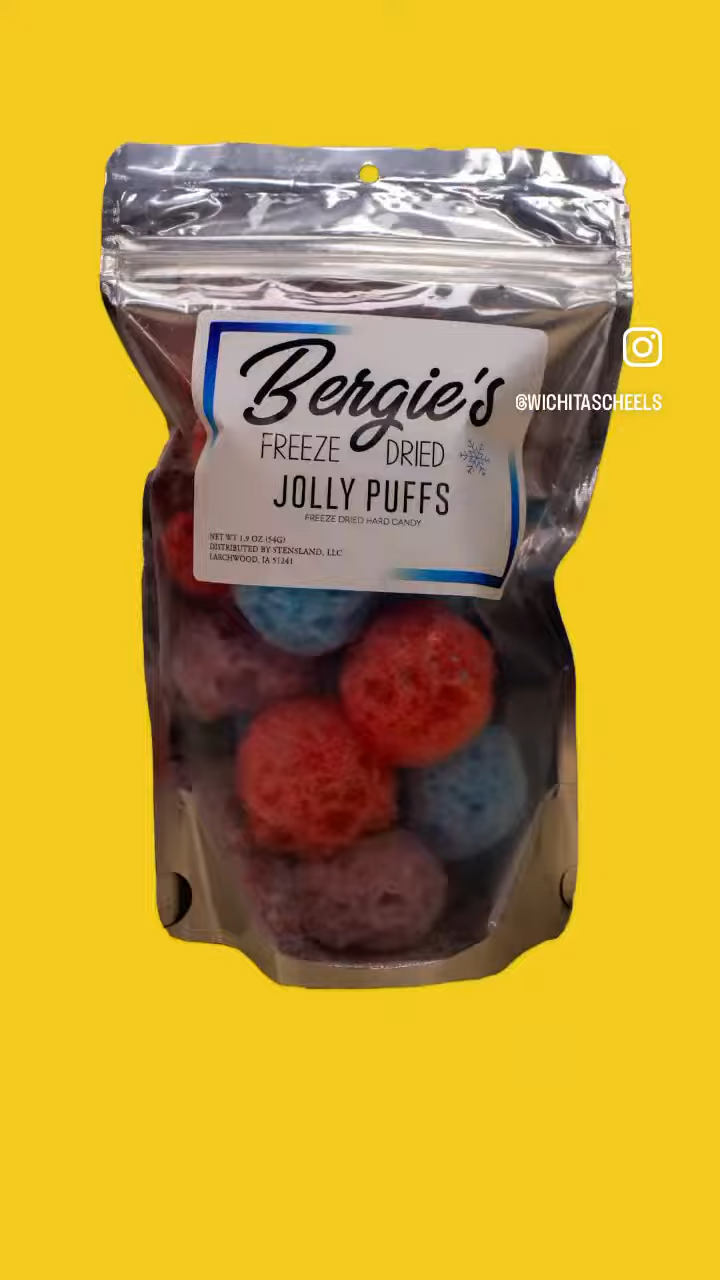 Bergie's
FREEZE DRIED
JOLLY PUFFS
FREEZE DRIED HARD CANDY
NET WT 1.9 OZ (54G)
DISTRIBUTED BY STENSLAND, LLC
LARCHWOOD, IA 51241
@WICHITASCHEELS